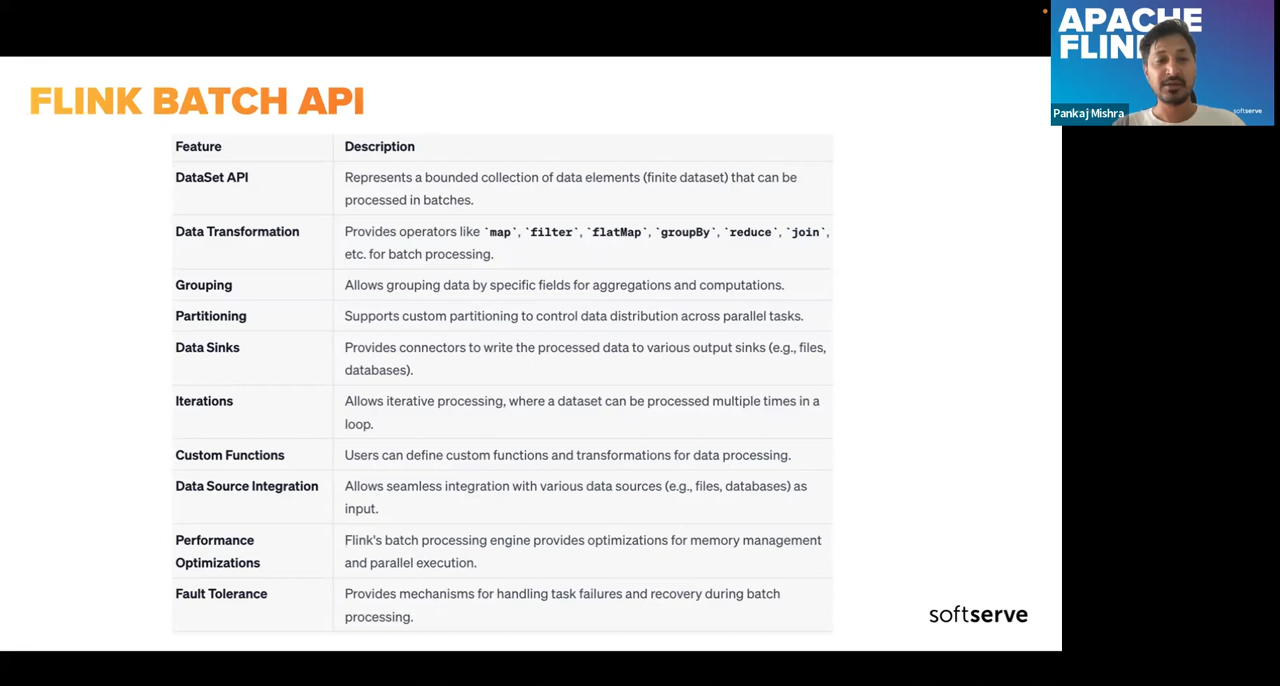 APACHE
FLIN
Pankaj Mishra
softserve
FLINK BATCH API
Feature Description
DataSet API Represents a bounded collection of data elements (finite dataset) that can be
processed in batches.
Data Transformation Provides operators like `map`, `filter`, `flatMap`, `groupBy`, `reduce`, `join`,
etc. for batch processing.
Grouping Allows grouping data by specific fields for aggregations and computations.
Partitioning Supports custom partitioning to control data distribution across parallel tasks.
Data Sinks Provides connectors to write the processed data to various output sinks (e.g., files,
databases).
Iterations Allows iterative processing, where a dataset can be processed multiple times in a
loop.
Custom Functions Users can define custom functions and transformations for data processing.
Data Source Integration Allows seamless integration with various data sources (e.g., files, databases) as
input.
Performance Flink's batch processing engine provides optimizations for memory management
Optimizations and parallel execution.
Fault Tolerance Provides mechanisms for handling task failures and recovery during batch
processing.
softserve